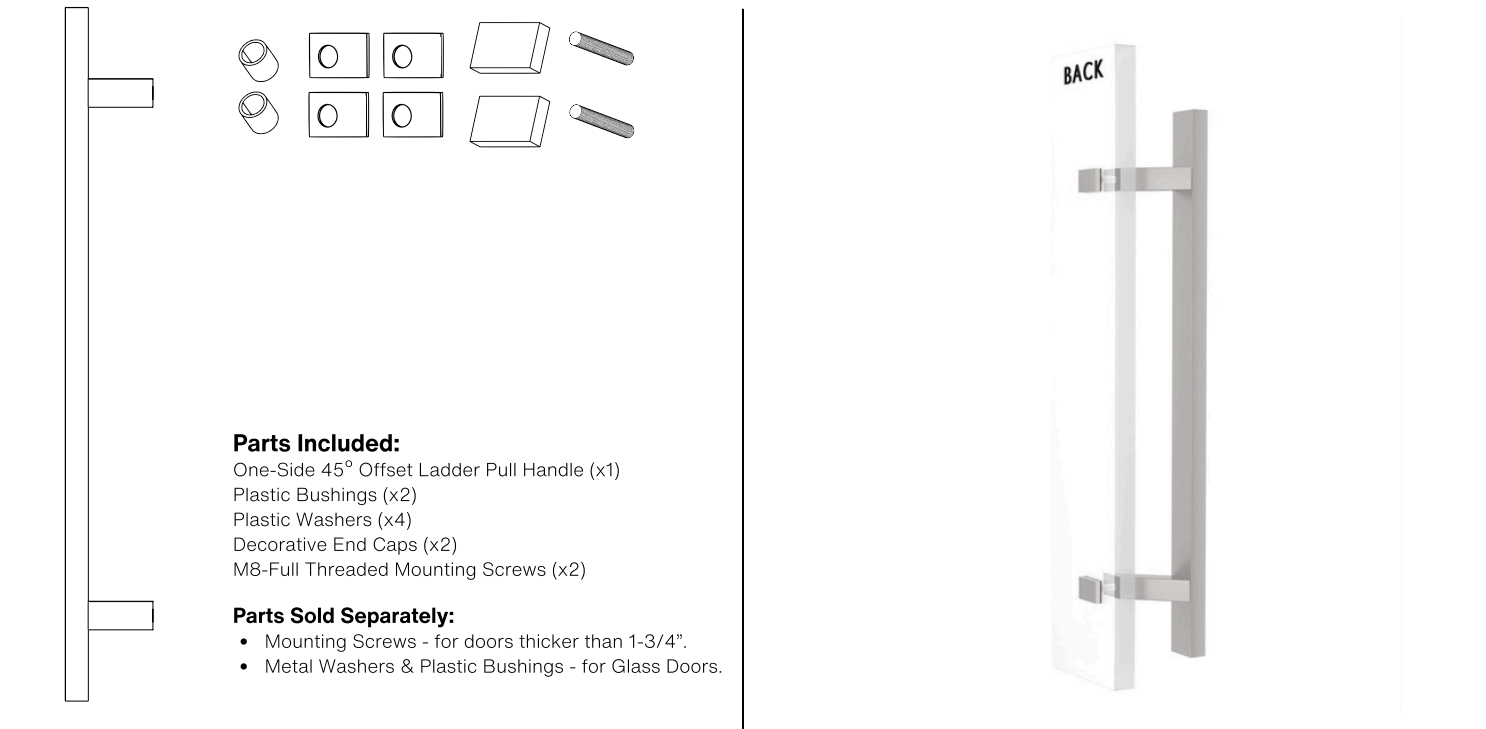 BACK
Parts Included:
One-Side 45° Offset Ladder Pull Handle (x1)
Plastic Bushings (x2)
Plastic Washers (x4)
Decorative End Caps (x2)
M8-Full Threaded Mounting Screws (x2)
Parts Sold Separately:
• Mounting Screws - for doors thicker than 1-3/4”.
• Metal Washers & Plastic Bushings - for Glass Doors.